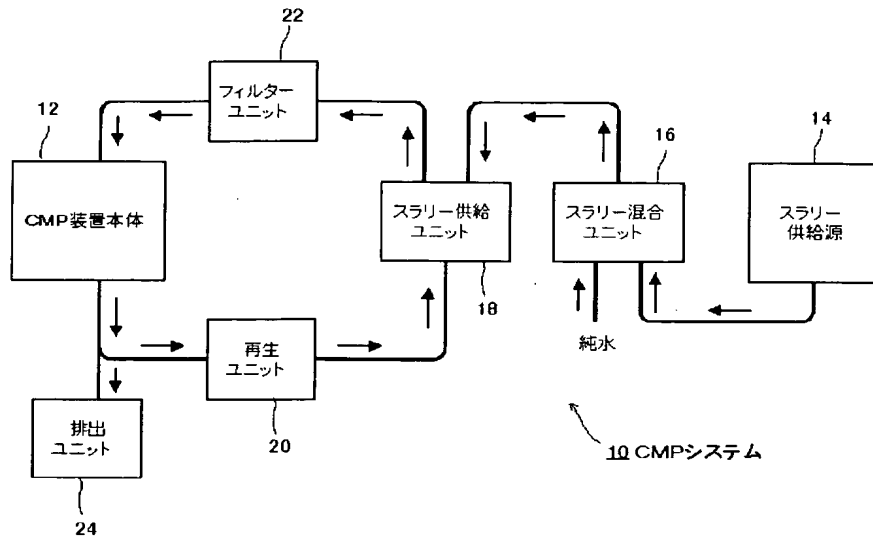 22
フィルター
ユニット
12
CMP装置本体
14
スラリー
供給源
16
スラリー混合
ユニット
スラリー供給
ユニット
18
純水
再生
ユニット
20
排出
ユニット
24
10 CMPシステム